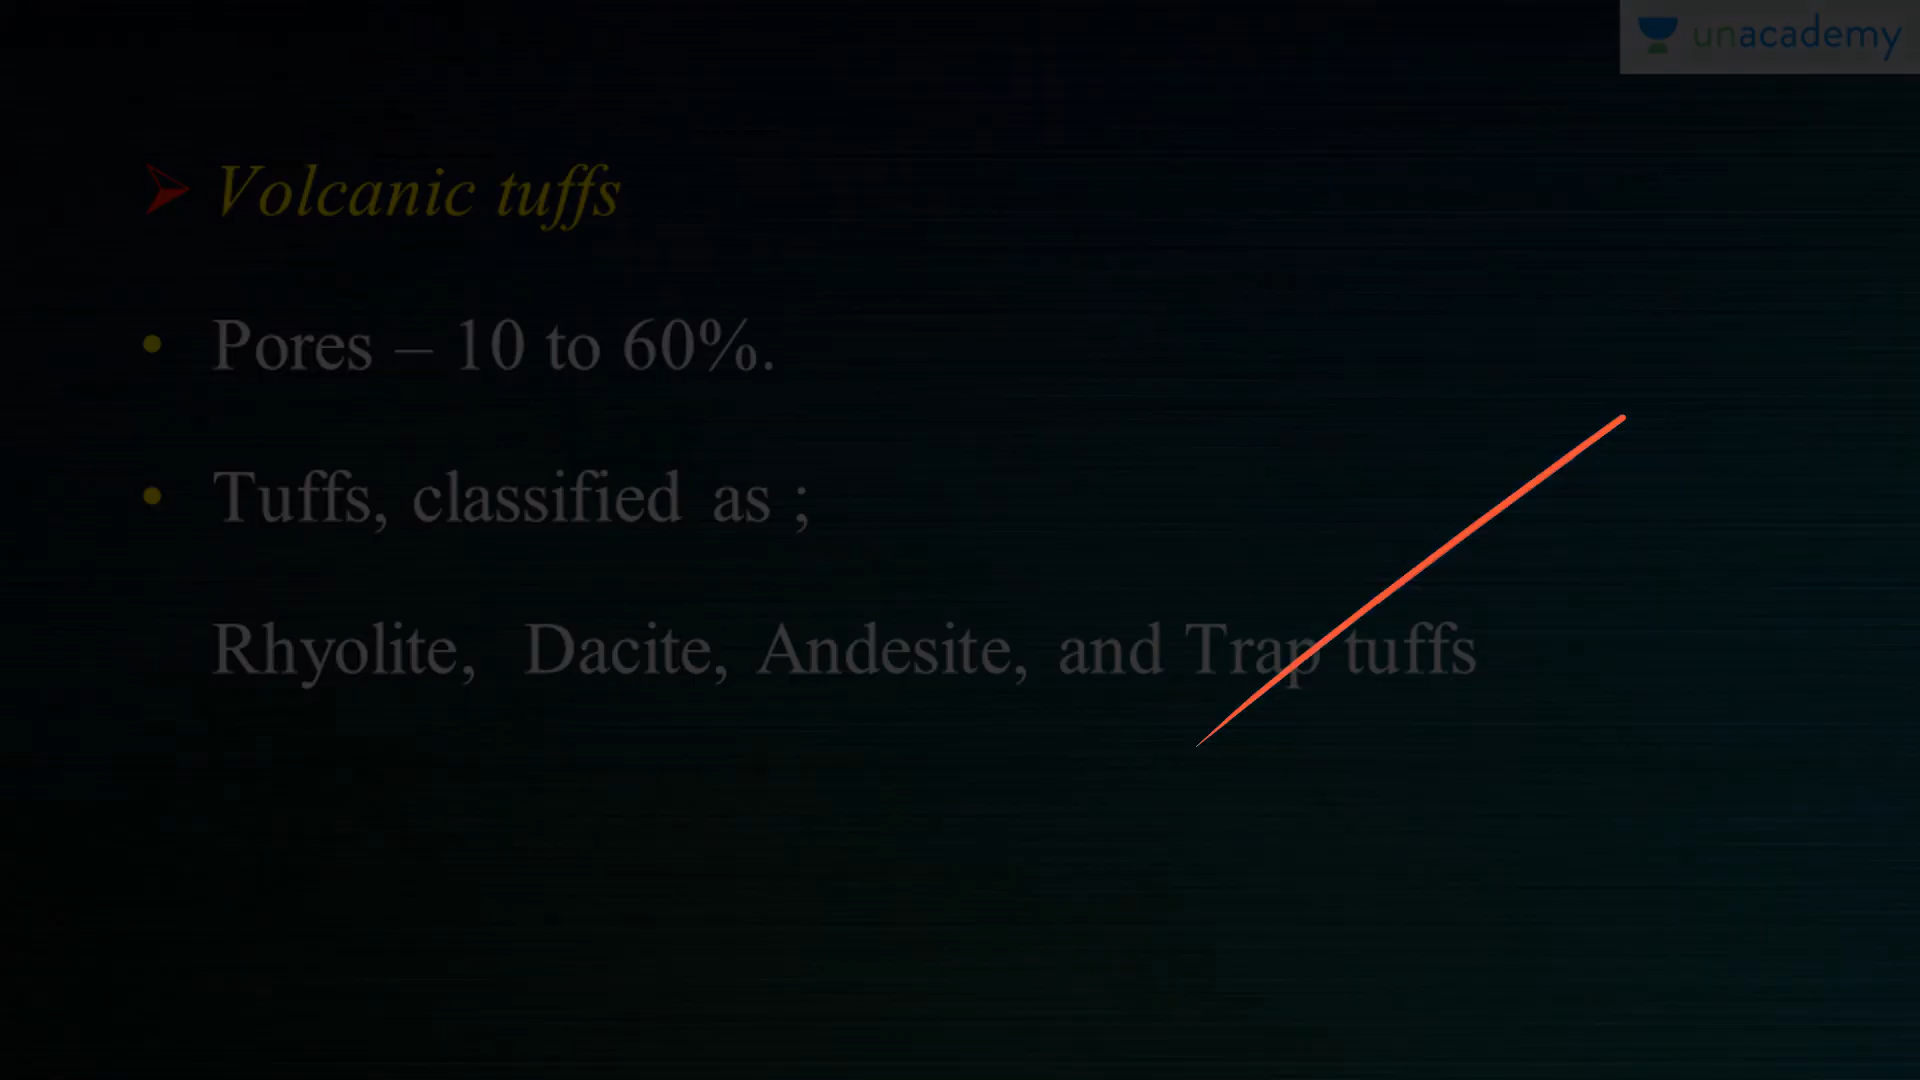 unacademy
Volcanic tuffs
Pores – 10 to 60%.
Tuffs, classified as ;
Rhyolite, Dacite, Andesite, and Trap tuffs